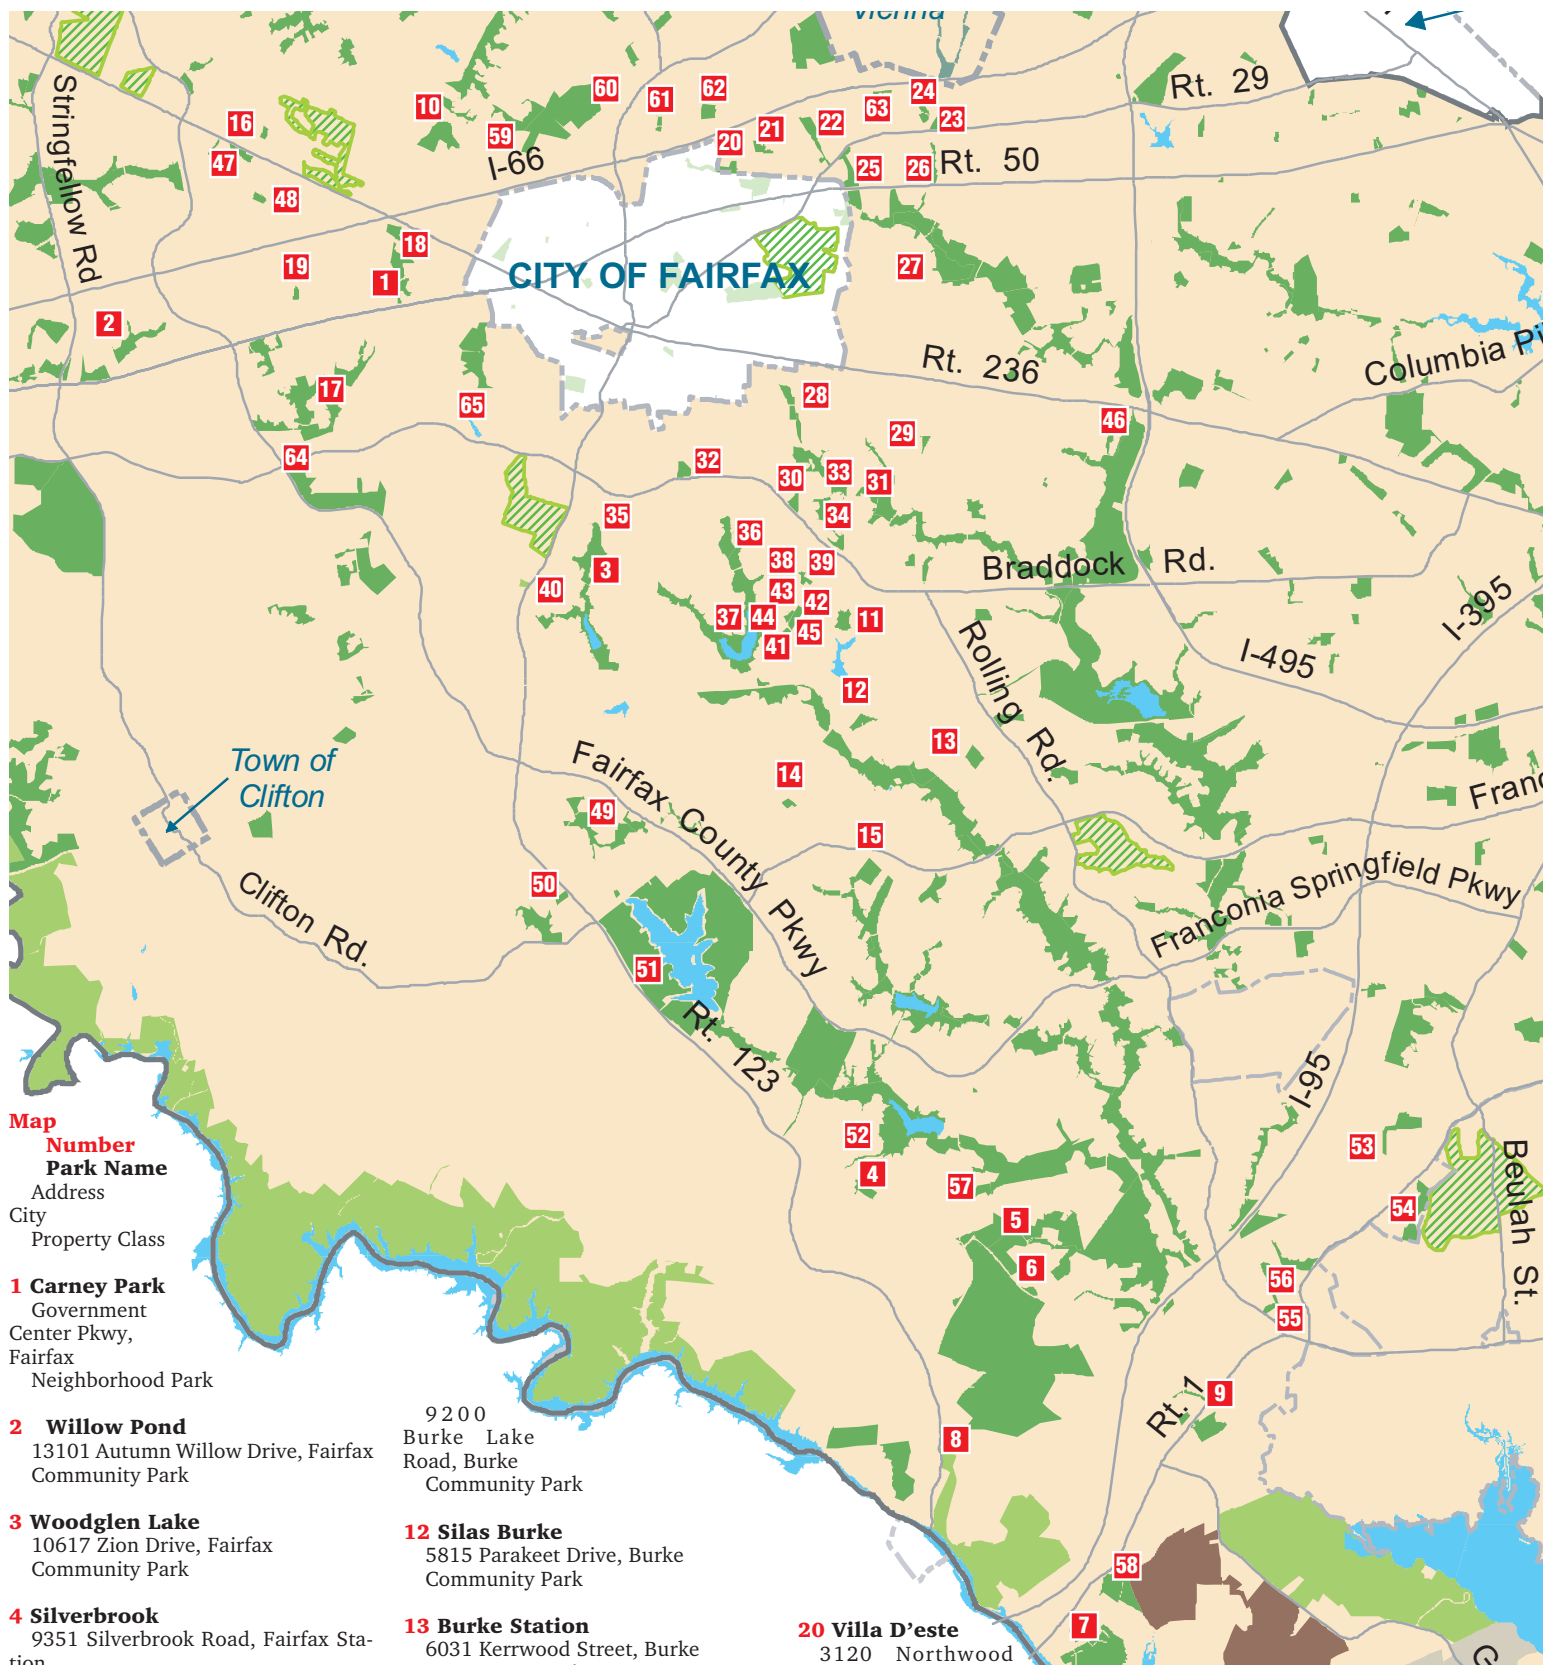 Vienna
Rt. 29
Stringfellow Rd
60
62
24
61
10
63
16
22
23
21
59
20
47
I-66
25
26
Rt. 50
48
18
19
27
1
CITY OF FAIRFAX
2
Columbia Pi
Rt. 236
17
28
65
46
29
64
32
33
30
31
35
34
36
38
39
Braddock Rd.
3
40
43
42
I-395
37
44
11
45
41
Rolling Rd.
I-495
12
13
Town of
Clifton
14
Fairfax County Pkwy
Franc
49
15
50
Clifton Rd.
Franconia Springfield Pkwy
51
Rt. 123
I-95
52
53
4
57
54
Beulah St.
5
6
56
55
9
Rt. 1
8
58
7
G
Map
Number
Park Name
Address
City
Property Class
1 Carney Park
Government
Center Pkwy,
Fairfax
Neighborhood Park
2 Willow Pond
13101 Autumn Willow Drive, Fairfax
Community Park
3 Woodglen Lake
10617 Zion Drive, Fairfax
Community Park
4 Silverbrook
9351 Silverbrook Road, Fairfax Sta-
tion
9200
Burke Lake
Road, Burke
Community Park
12 Silas Burke
5815 Parakeet Drive, Burke
Community Park
13 Burke Station
6031 Kerrwood Street, Burke
20 Villa D’este
3120 Northwood